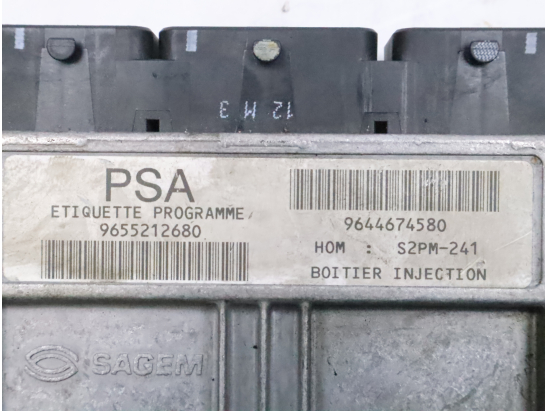 12 M 3
PSA
ETIQUETTE PROGRAMME
9655212680
9644674580
HOM : S2PM-241
BOITIER INJECTION
SAGEM